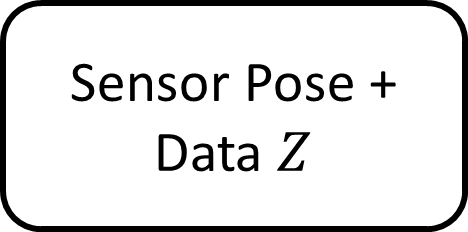 Sensor Pose +
Data Z